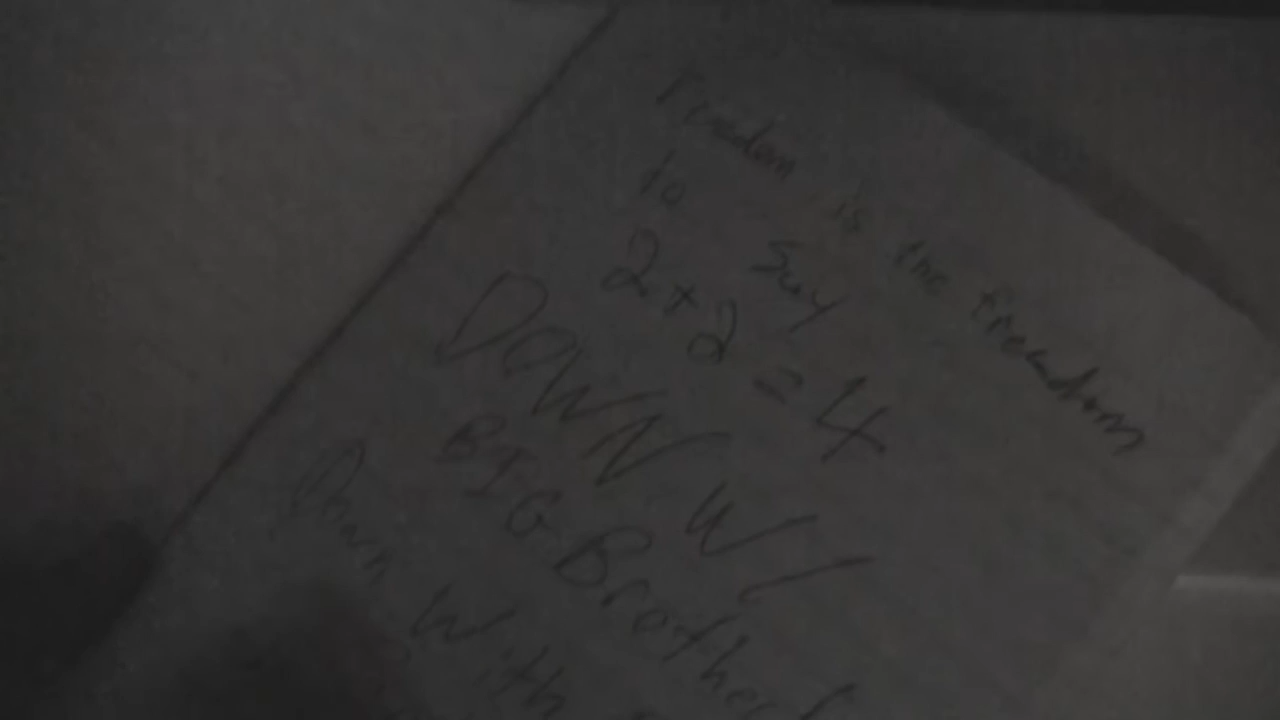 Freedom is the freedom
to say
2+2=4
DOWN W/
BIG Brother
Down With